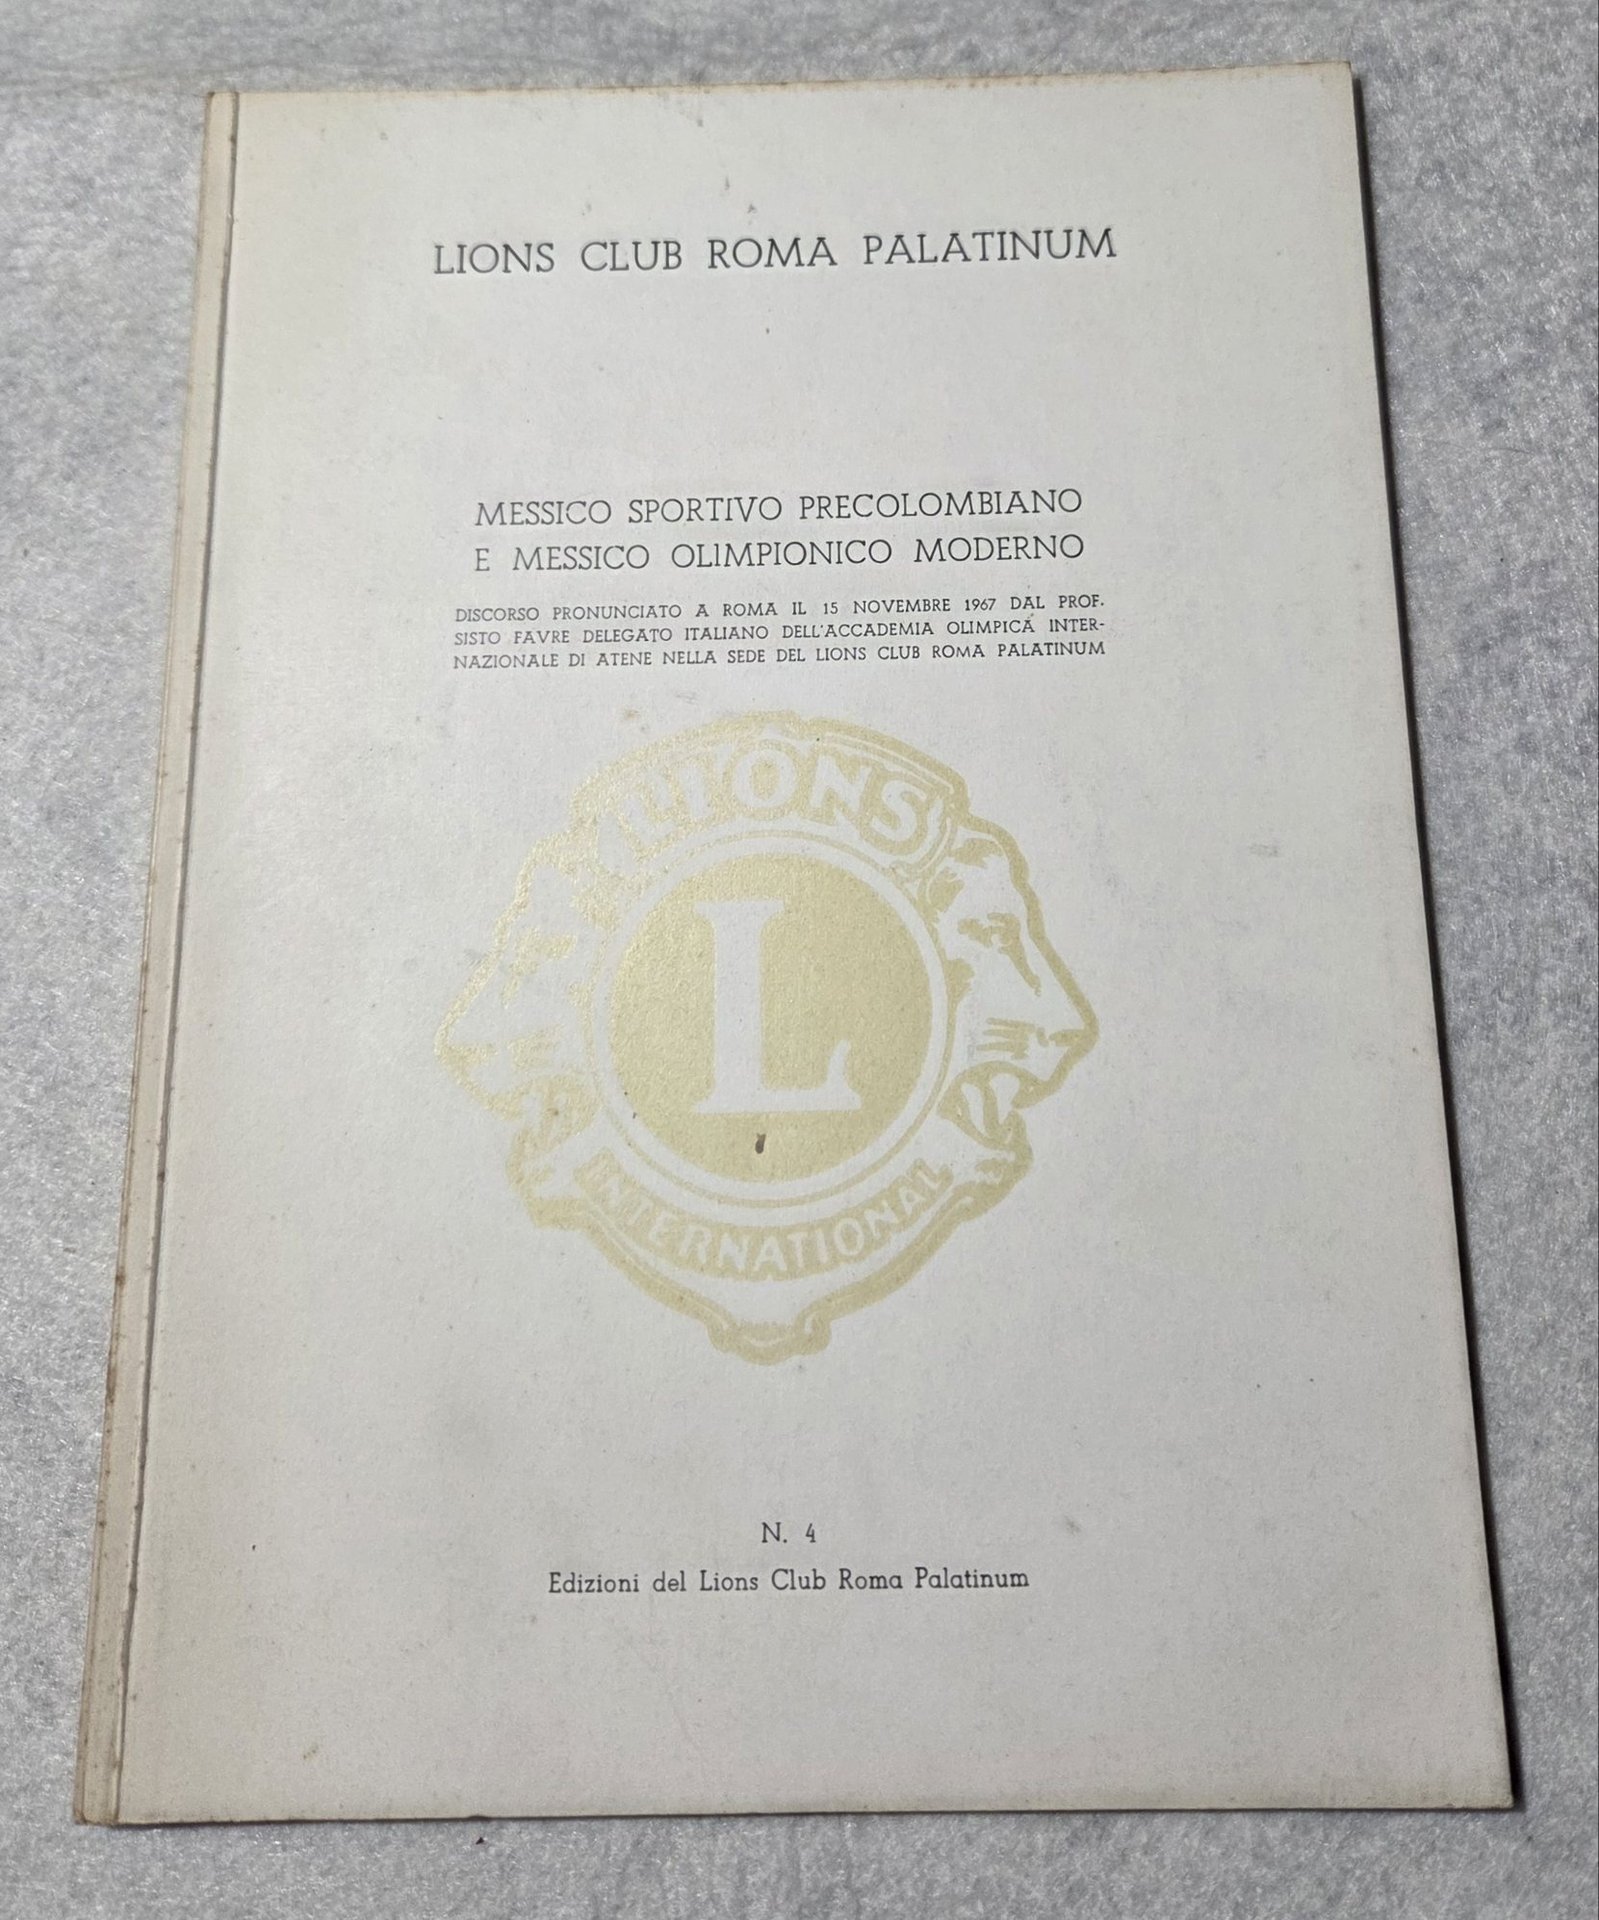 LIONS CLUB ROMA PALATINUM
MESSICO SPORTIVO PRECOLOMBIANO
E MESSICO OLIMPIONICO MODERNO
DISCORSO PRONUNCIATO A ROMA IL 15 NOVEMBRE 1967 DAL PROF.
SISTO FAVRE DELEGATO ITALIANO DELL'ACCADEMIA OLIMPICA INTER-
NAZIONALE DI ATENE NELLA SEDE DEL LIONS CLUB ROMA PALATINUM
LIONS
L
INTERNATIONAL
N. 4
Edizioni del Lions Club Roma Palatinum